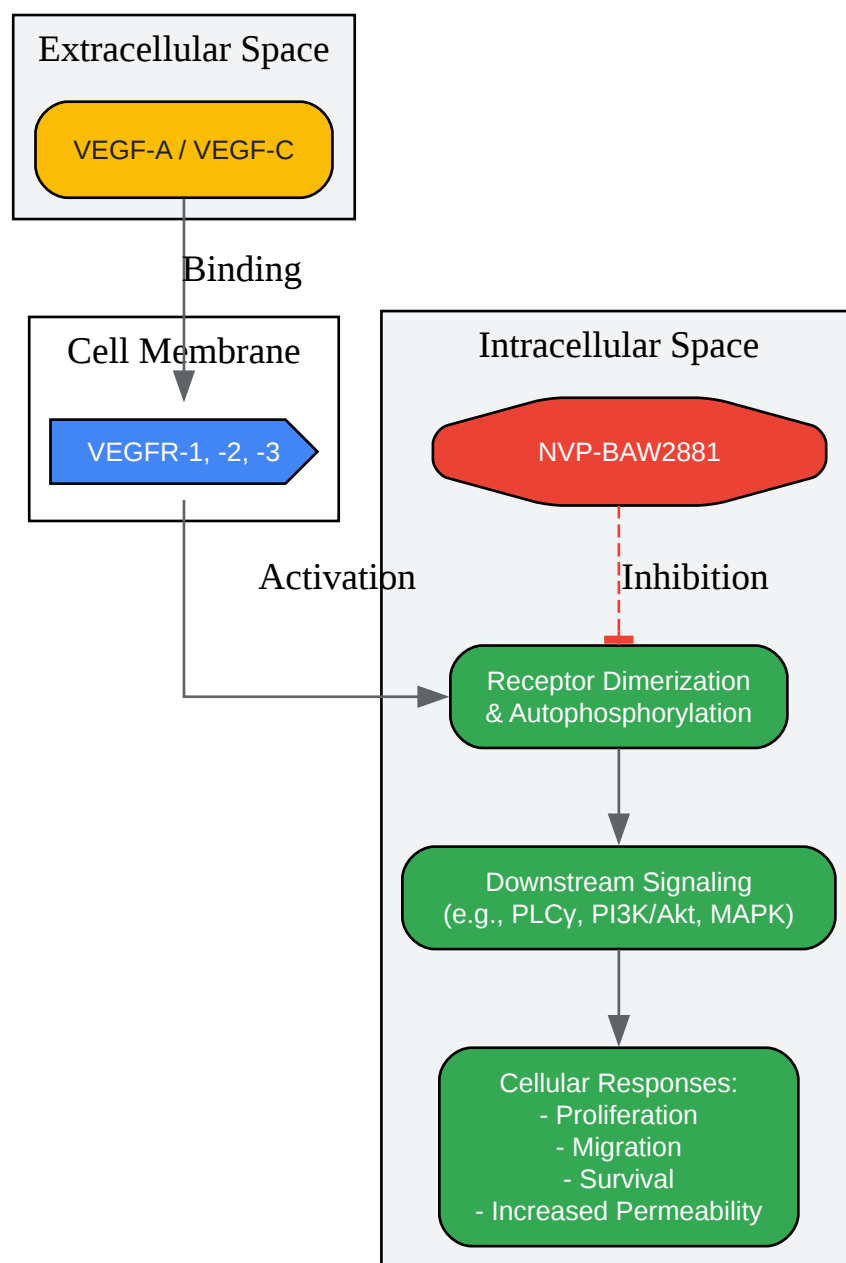 Extracellular Space
VEGF-A / VEGF-C
Binding
Cell Membrane
VEGFR-1, -2, -3
Intracellular Space
NVP-BAW2881
Activation
Inhibition
Receptor Dimerization
& Autophosphorylation
Downstream Signaling
(e.g., PLCγ, PI3K/Akt, MAPK)
Cellular Responses:
- Proliferation
- Migration
- Survival
- Increased Permeability